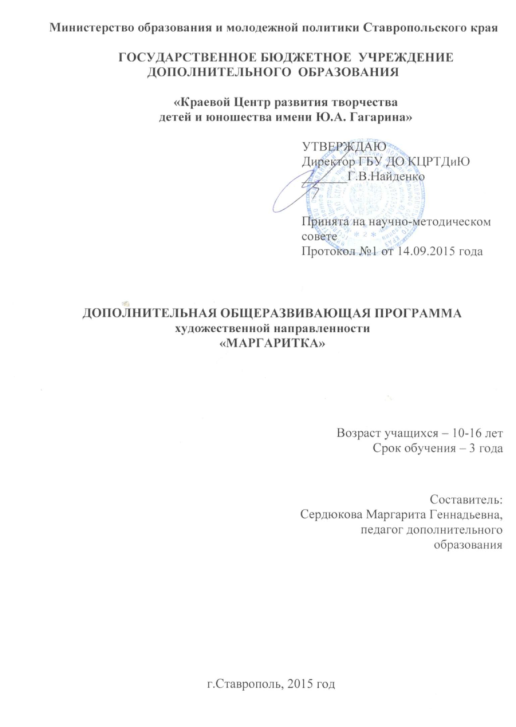 Министерство образования и молодежной политики Ставропольского края
ГОСУДАРСТВЕННОЕ БЮДЖЕТНОЕ УЧРЕЖДЕНИЕ
ДОПОЛНИТЕЛЬНОГО ОБРАЗОВАНИЯ
«Краевой Центр развития творчества
детей и юношества имени Ю.А. Гагарина»
УТВЕРЖДАЮ
Директор ГБУ ДО КЦРТДиЮ
_______Г.В.Найденко
Принята на научно-методическом
совете
Протокол №1 от 14.09.2015 года
ДОПОЛНИТЕЛЬНАЯ ОБЩЕРАЗВИВАЮЩАЯ ПРОГРАММА
художественной направленности
«МАРГАРИТКА»
Возраст учащихся – 10-16 лет
Срок обучения – 3 года
Составитель:
Сердюкова Маргарита Геннадьевна,
педагог дополнительного
образования
г.Ставрополь, 2015 год